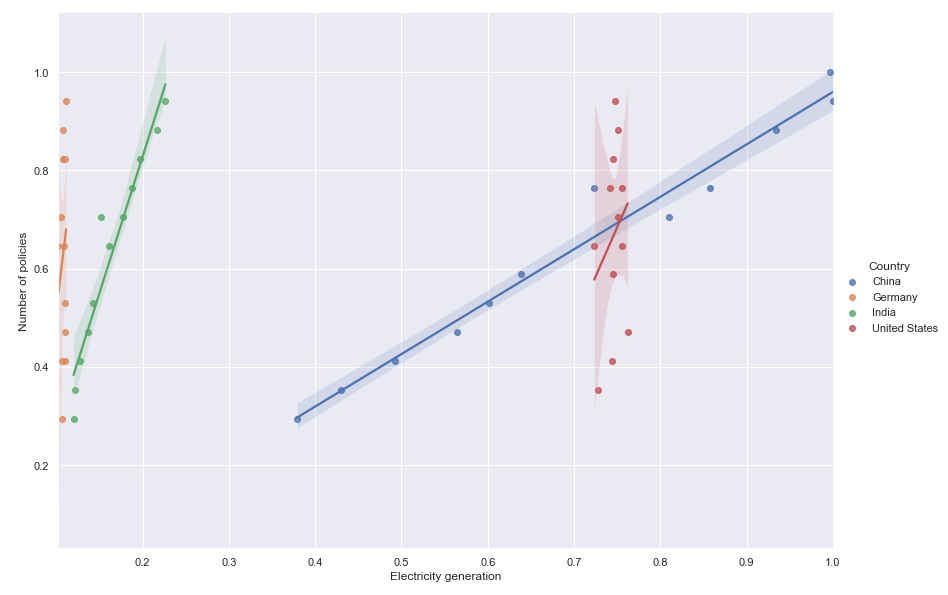 1.0
0.8
0.6
0.4
0.2
Number of policies
0.2 0.3 0.4 0.5 0.6 0.7 0.8 0.9 1.0
Electricity generation
Country
China
Germany
India
United States